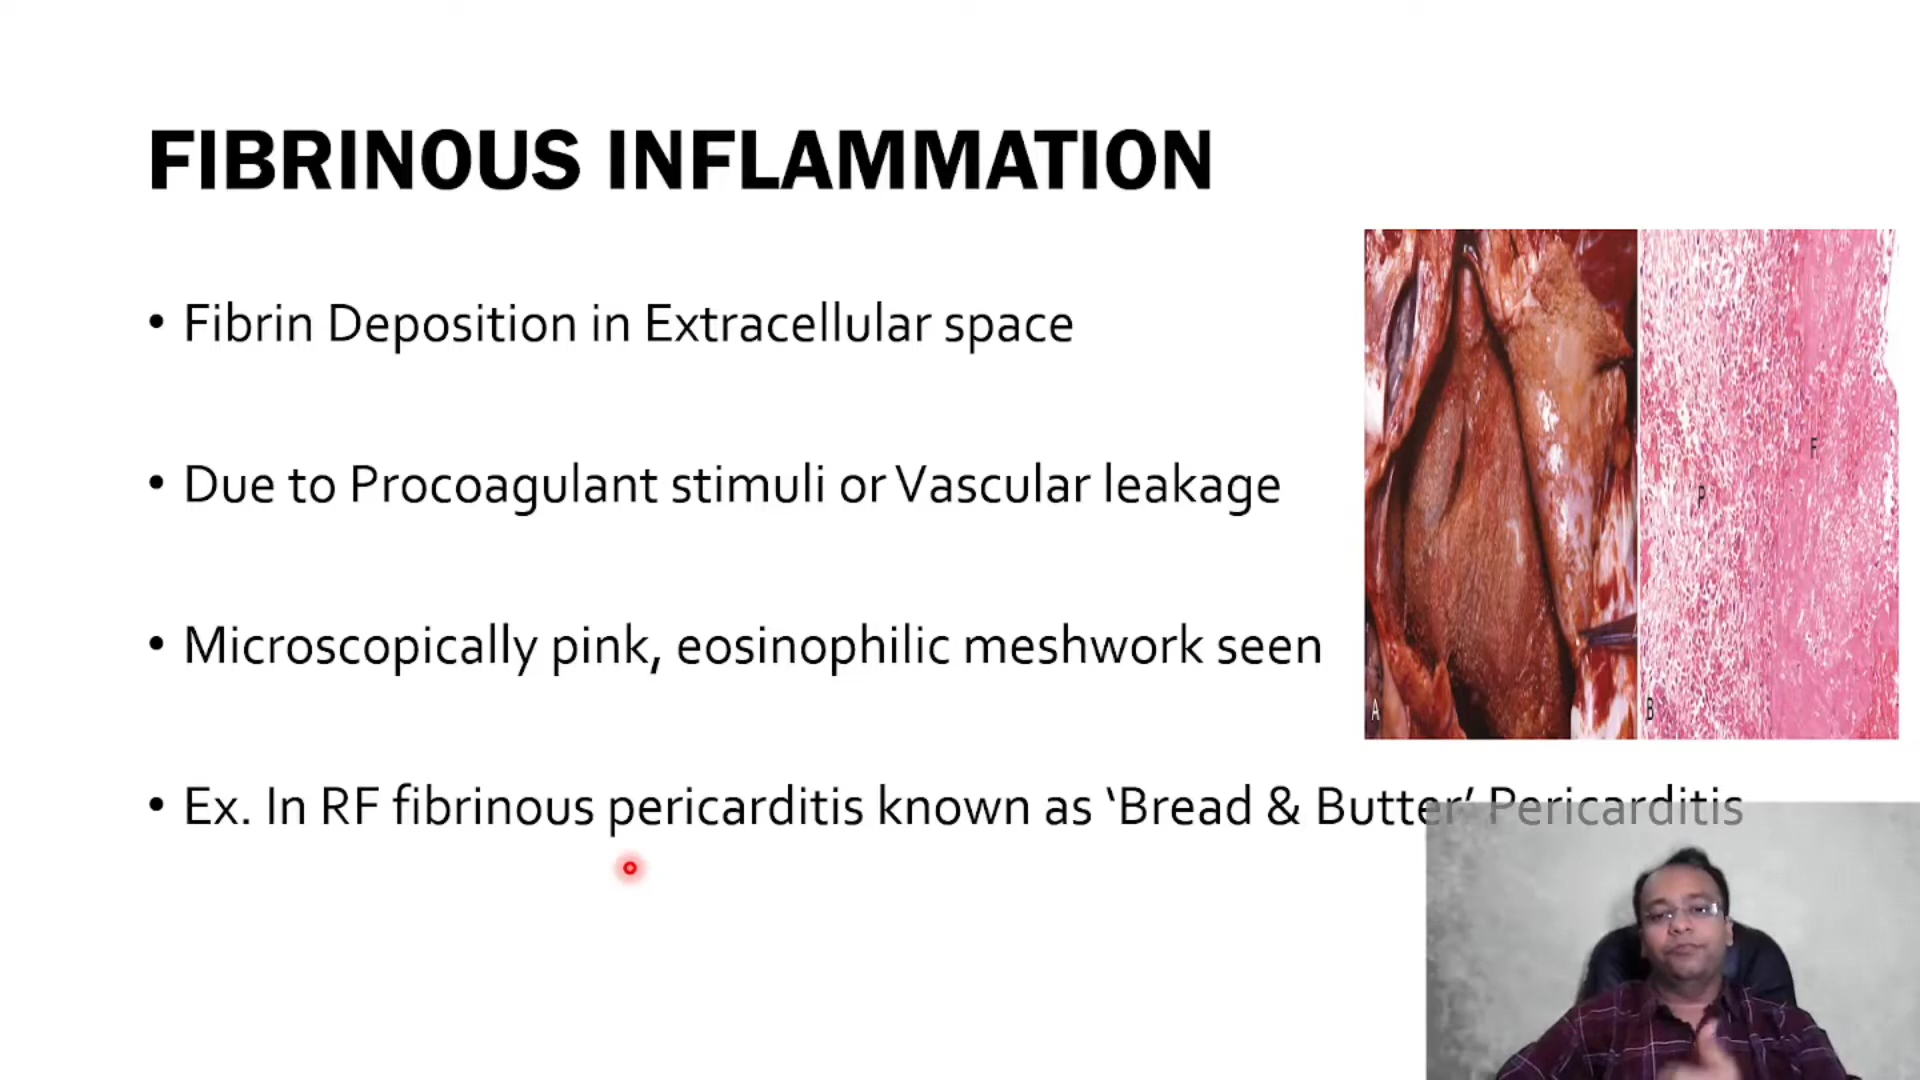 FIBRINOUS INFLAMMATION
• Fibrin Deposition in Extracellular space
• Due to Procoagulant stimuli or Vascular leakage
• Microscopically pink, eosinophilic meshwork seen
• Ex. In RF fibrinous pericarditis known as ‘Bread & Butter’ Pericarditis
F
P
A
B